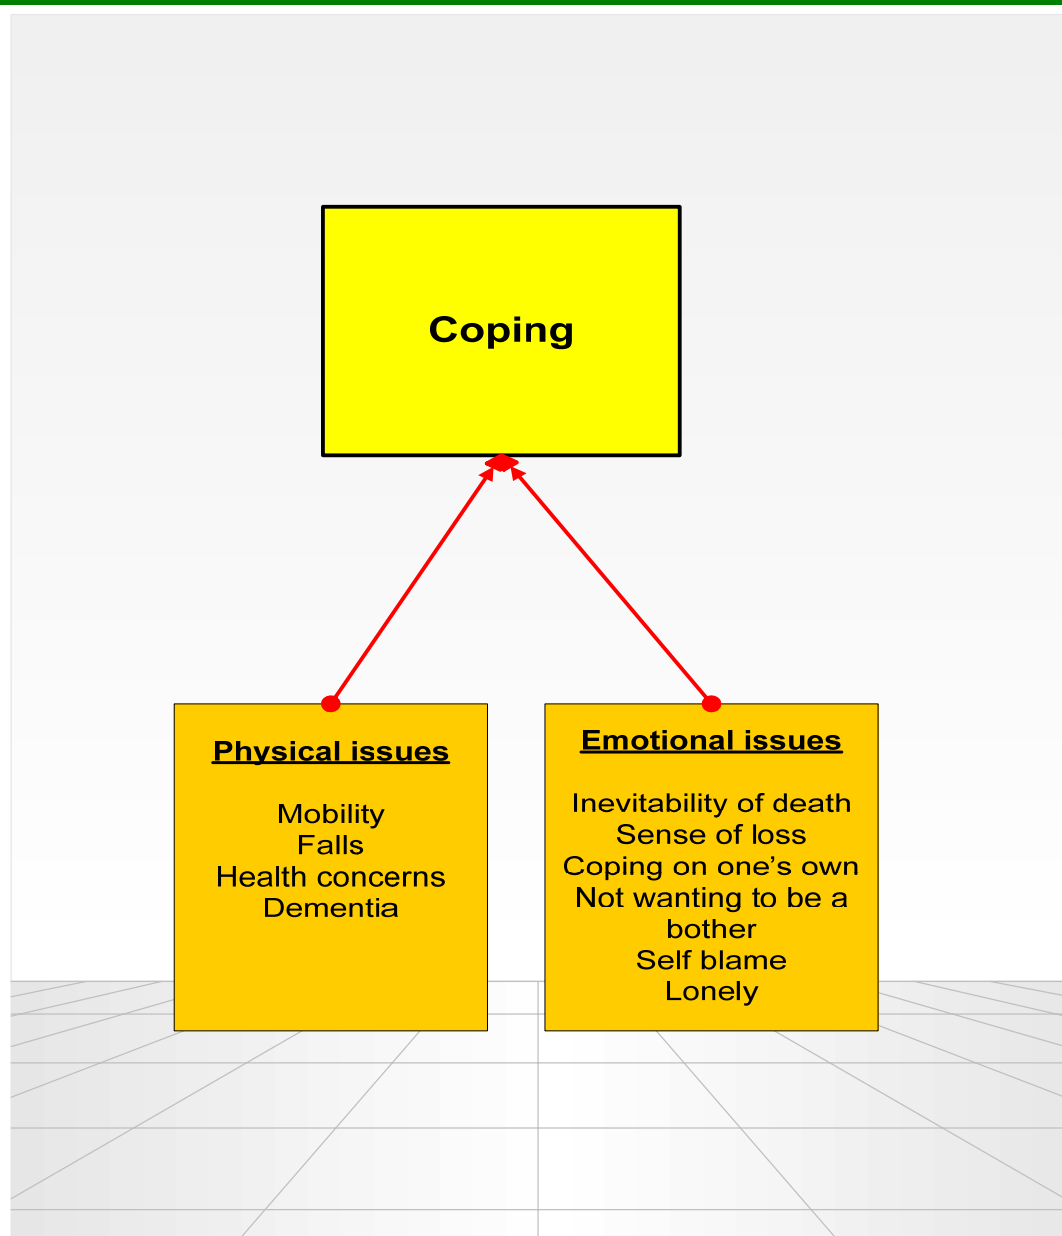 Coping
Physical issues
Mobility
Falls
Health concerns
Dementia
Emotional issues
Inevitability of death
Sense of loss
Coping on one’s own
Not wanting to be a
bother
Self blame
Lonely